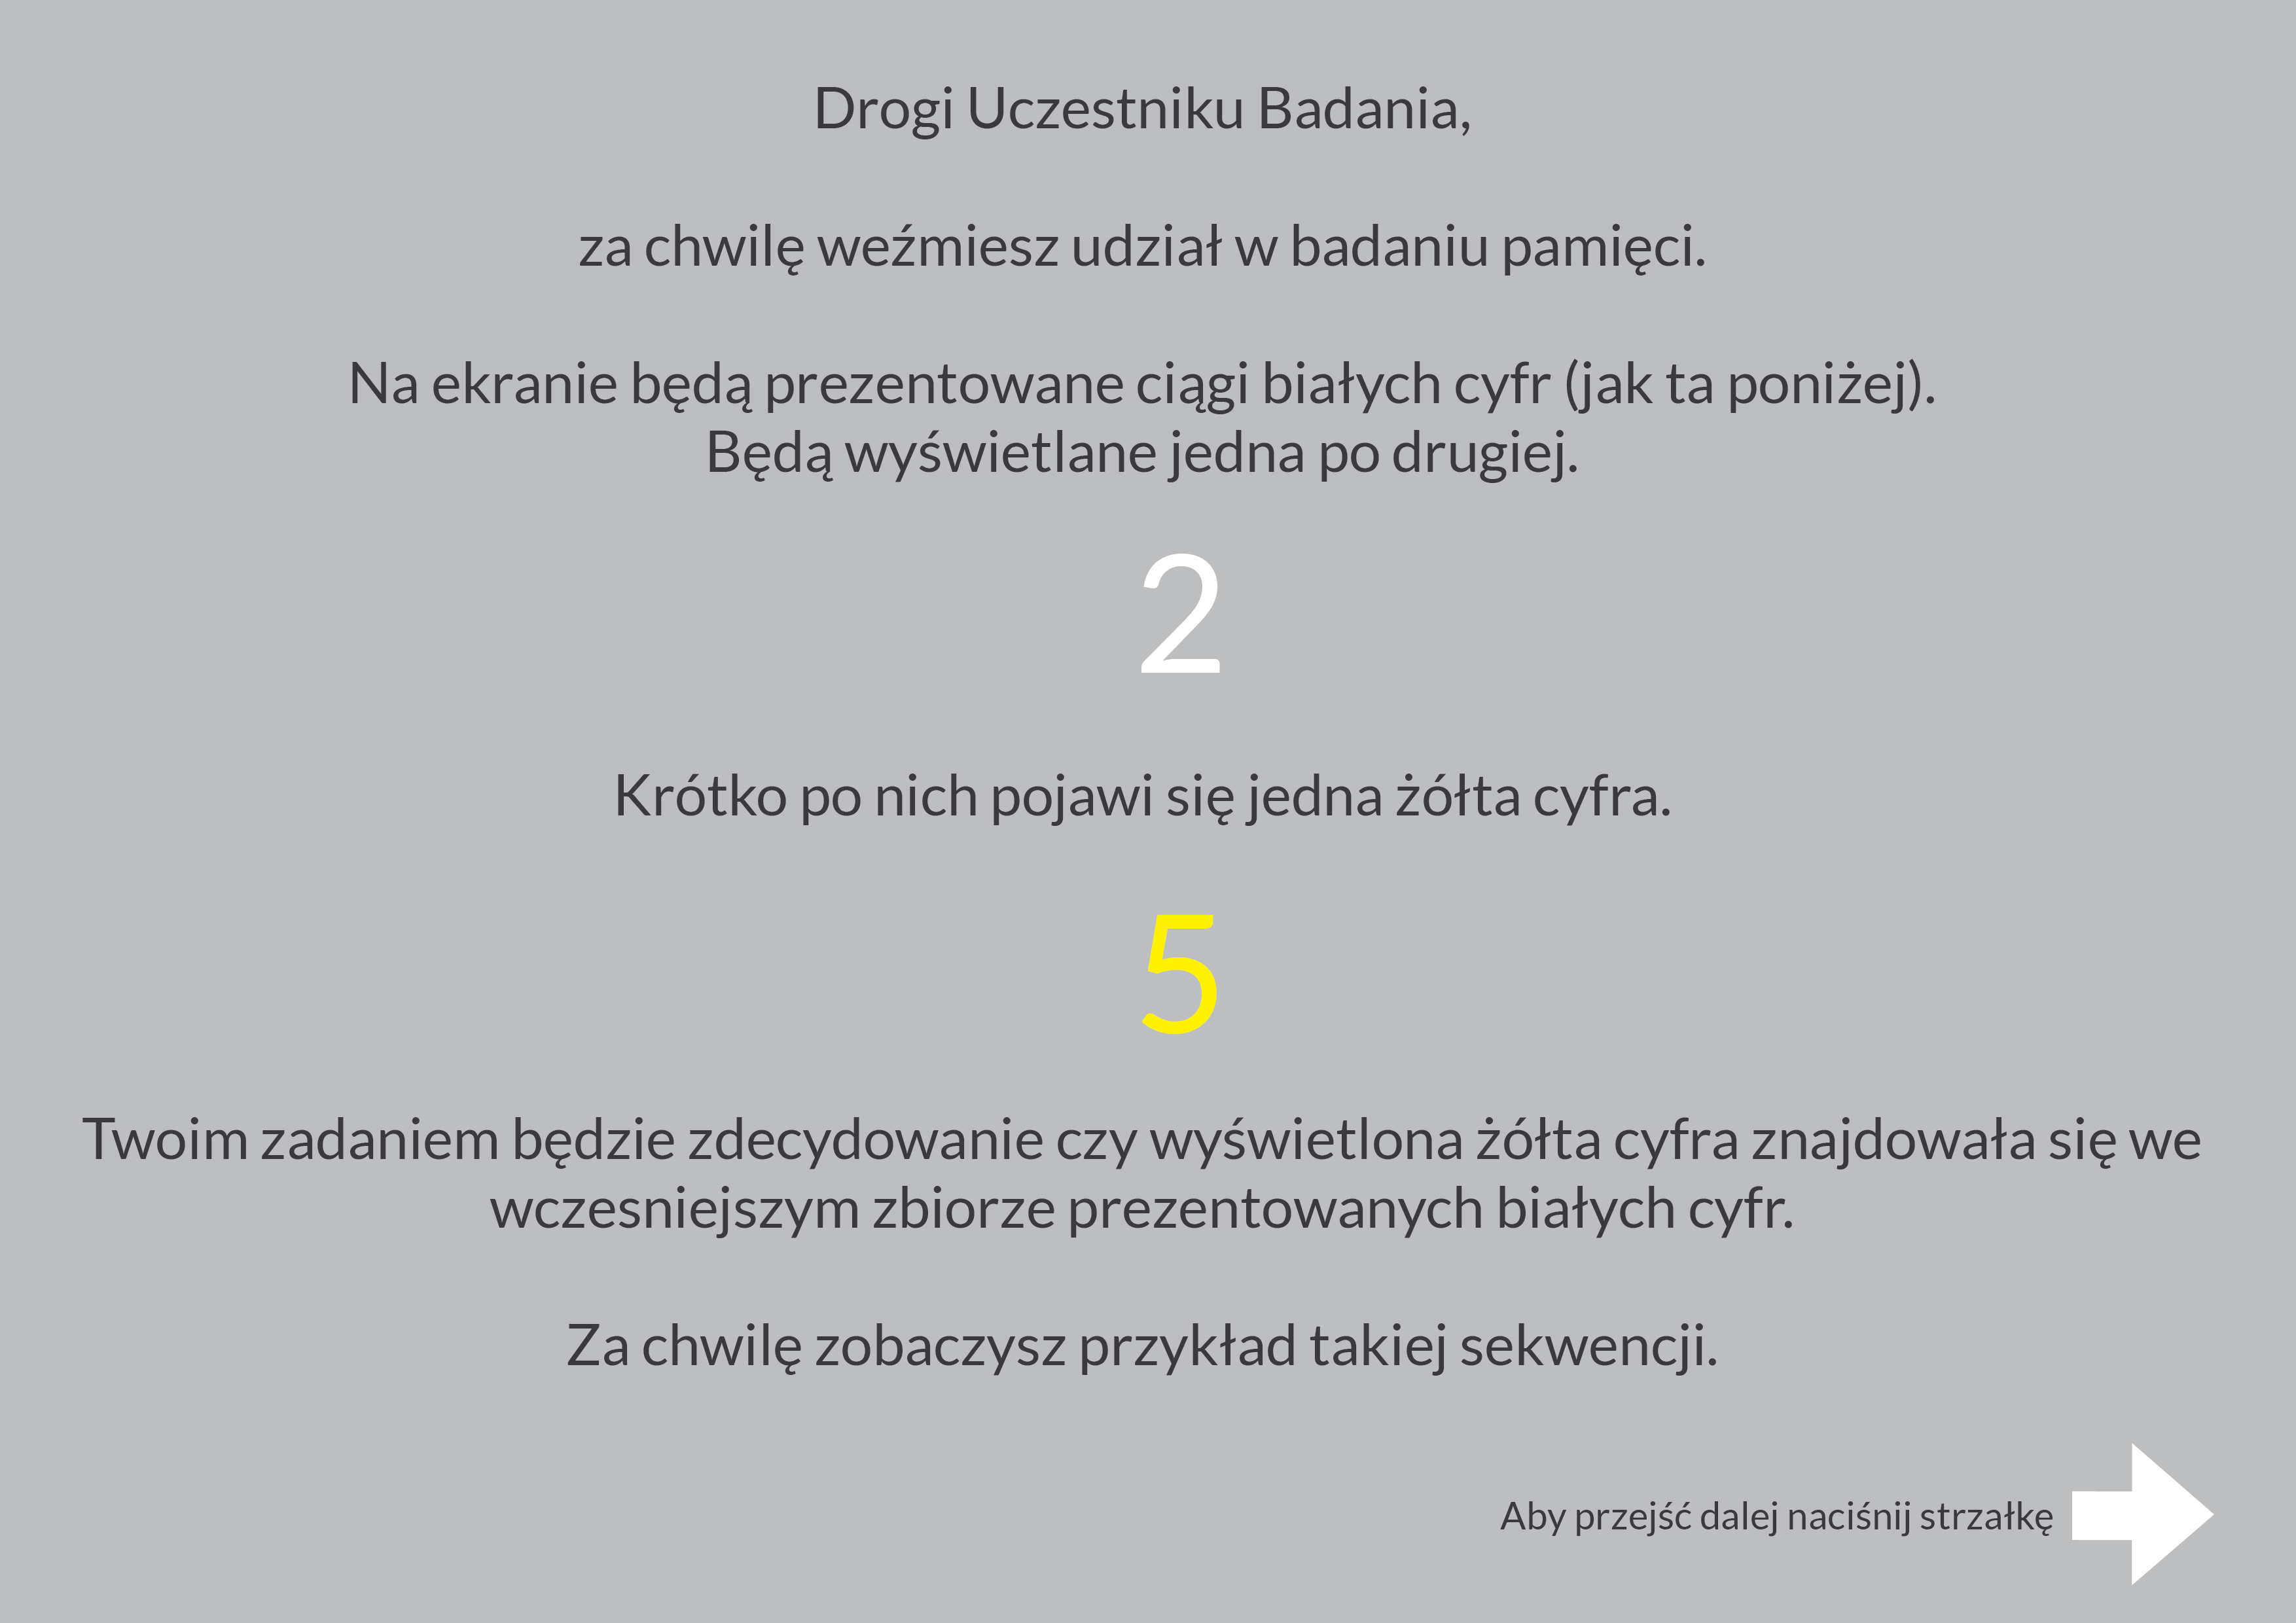 Drogi Uczestniku Badania,
za chwilę weźmiesz udział w badaniu pamięci.
Na ekranie będą prezentowane ciągi białych cyfr (jak ta poniżej).
Będą wyświetlane jedna po drugiej.
2
Krótko po nich pojawi się jedna żółta cyfra.
5
Twoim zadaniem będzie zdecydowanie czy wyświetlona żółta cyfra znajdowała się we
wczesniejszym zbiorze prezentowanych białych cyfr.
Za chwilę zobaczysz przykład takiej sekwencji.
Aby przejść dalej naciśnij strzałkę